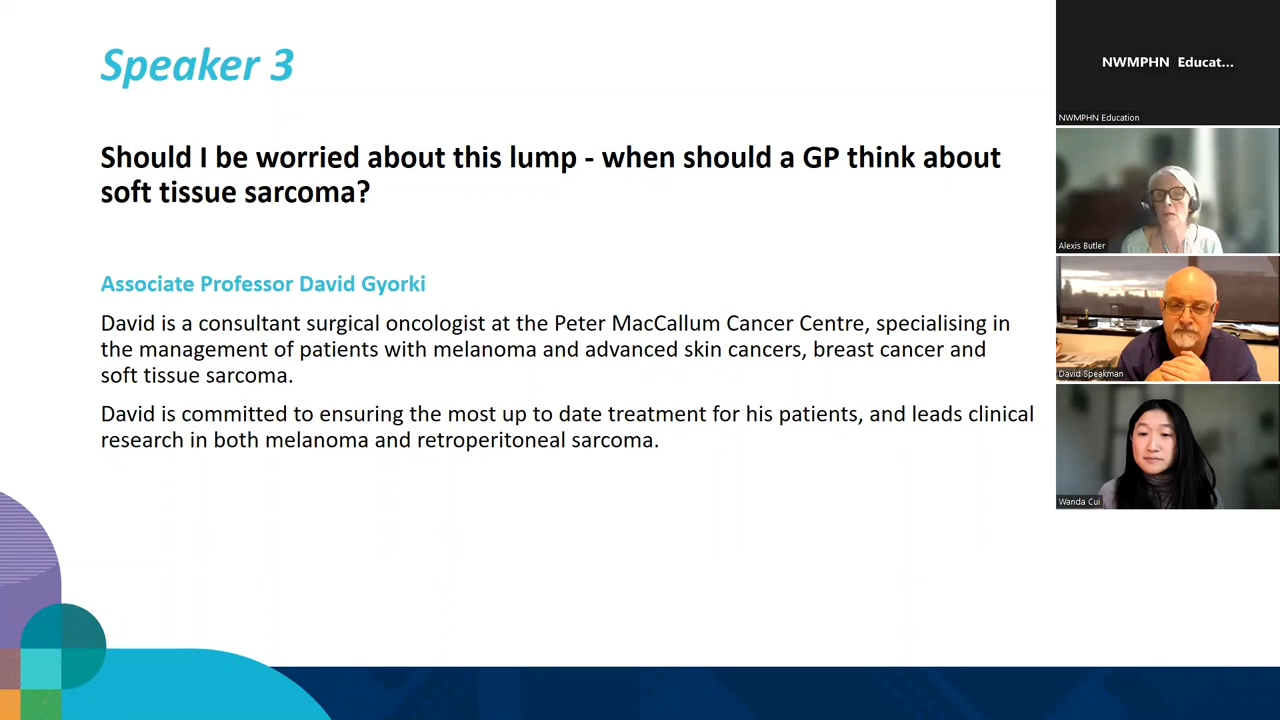 Speaker 3
Should I be worried about this lump - when should a GP think about
soft tissue sarcoma?
Associate Professor David Gyorki
David is a consultant surgical oncologist at the Peter MacCallum Cancer Centre, specialising in
the management of patients with melanoma and advanced skin cancers, breast cancer and
soft tissue sarcoma.
David is committed to ensuring the most up to date treatment for his patients, and leads clinical
research in both melanoma and retroperitoneal sarcoma.
NWMPHN Educat...
NWMPHN Education
Alexis Butler
David Speakman
Wanda Cui